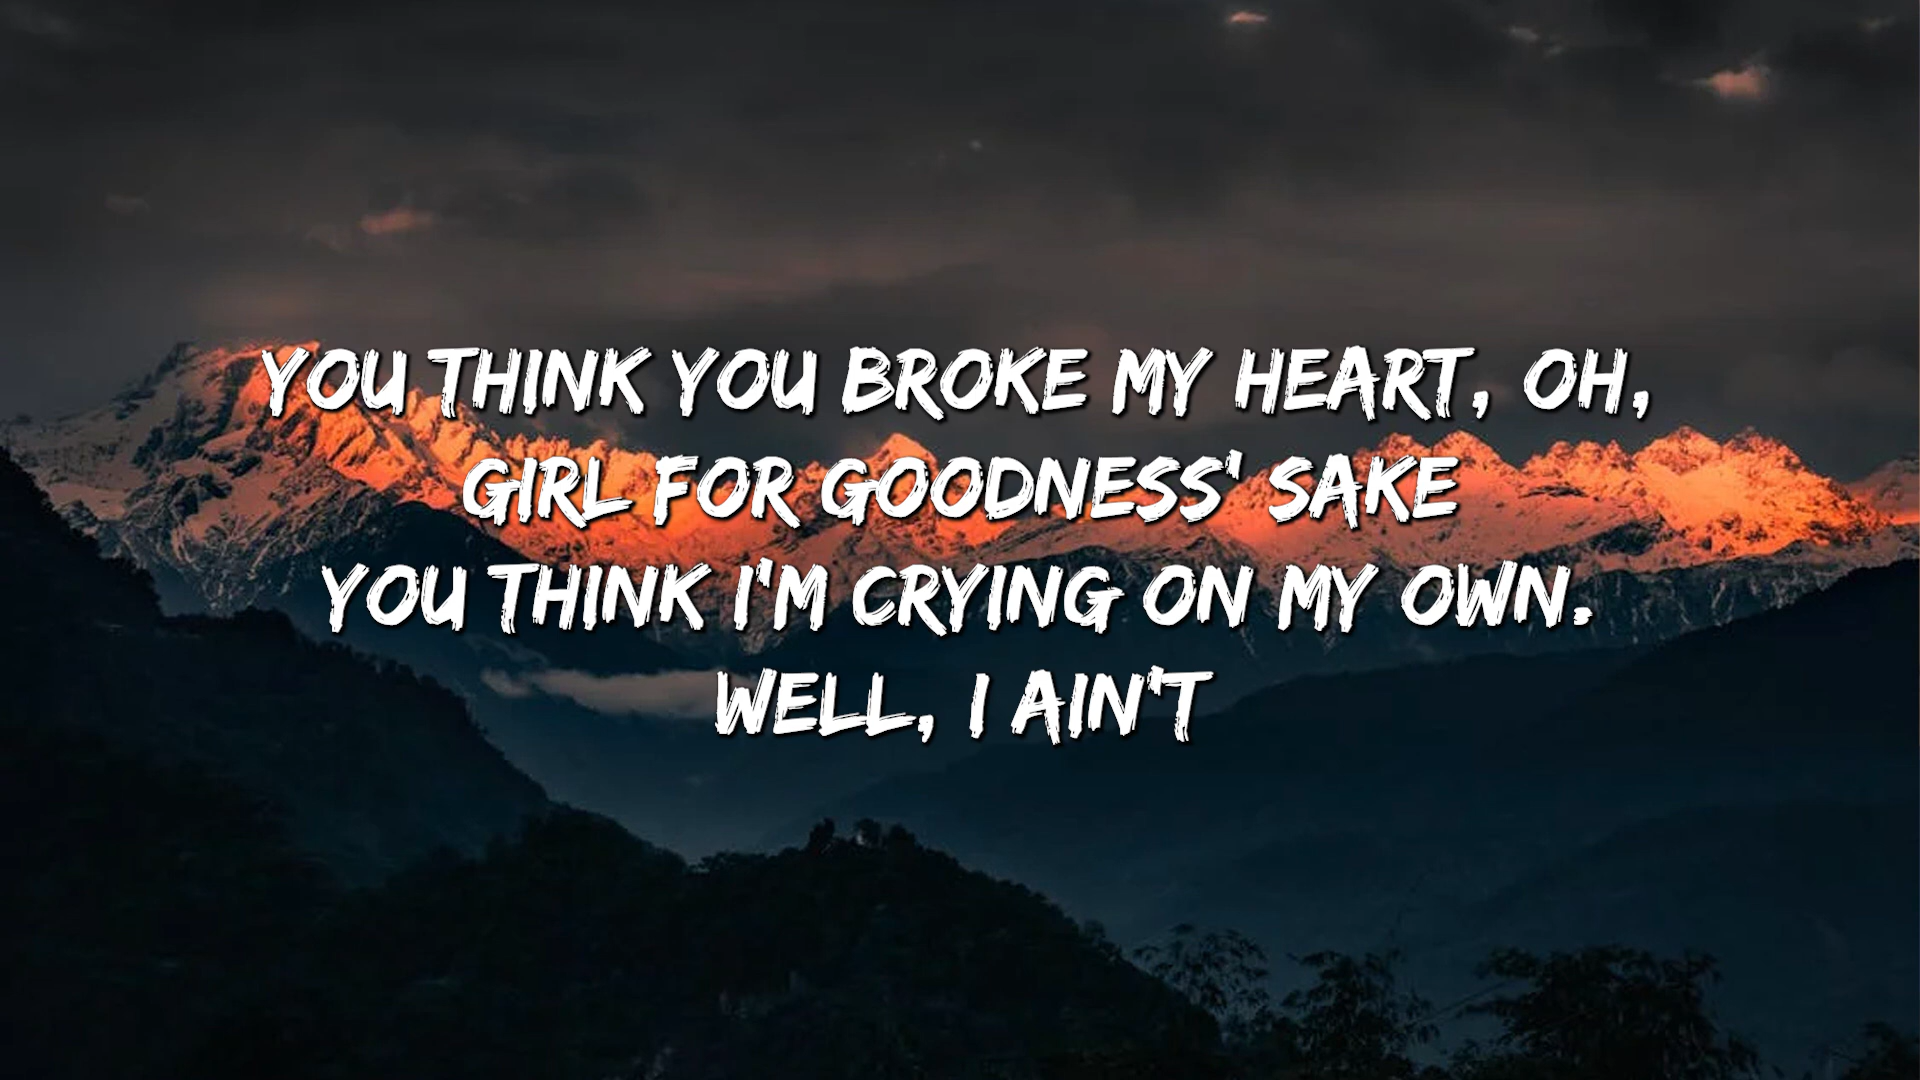 YOU THINK YOU BROKE MY HEART, OH,
GIRL FOR GOODNESS' SAKE
YOU THINK I'M CRYING ON MY OWN.
WELL, I AIN'T